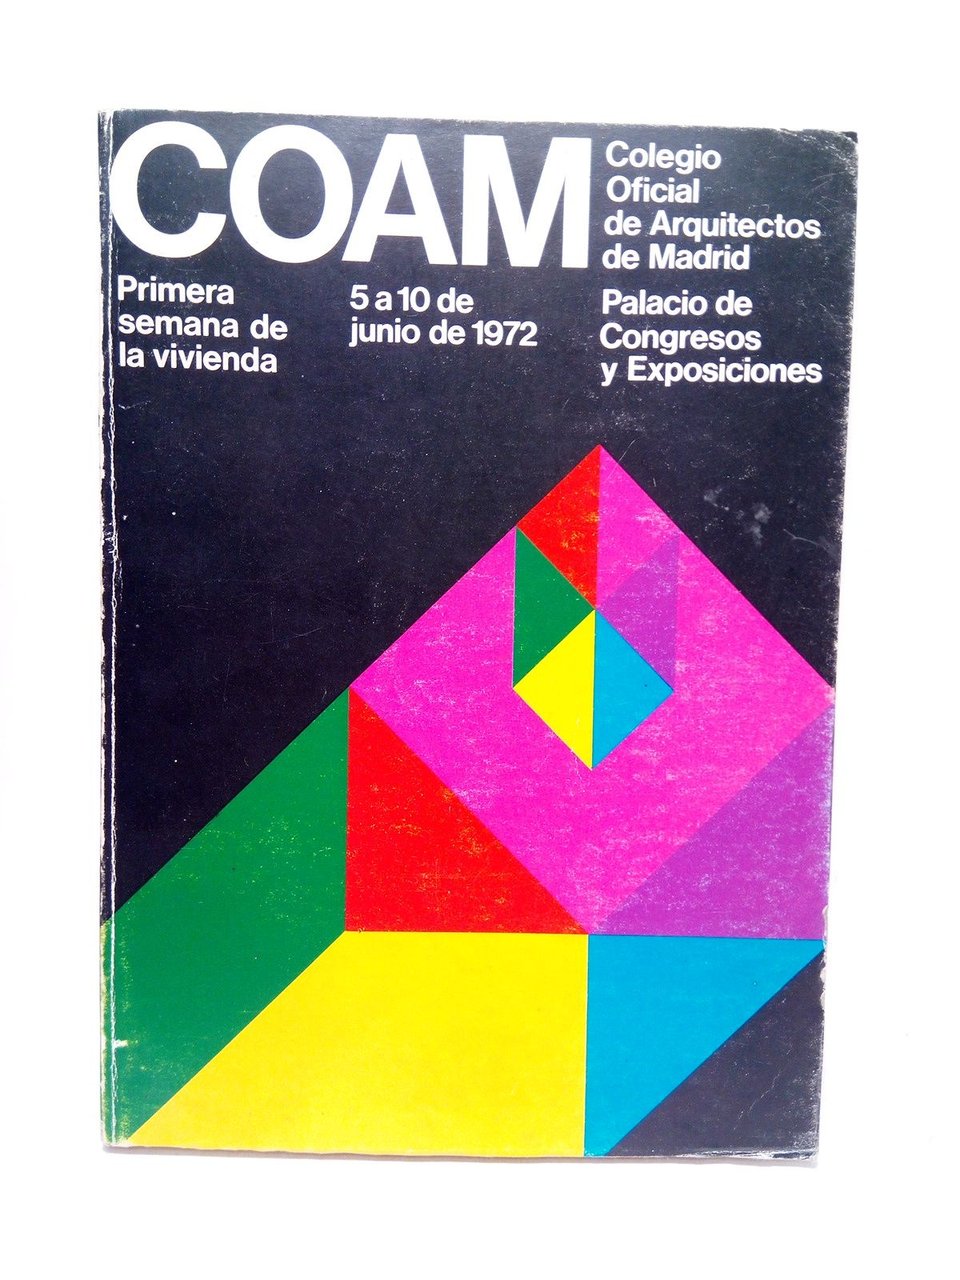 COAM
Colegio
Oficial
de Arquitectos
de Madrid
Primera
semana de
la vivienda
5 a 10 de
junio de 1972
Palacio de
Congresos
y Exposiciones